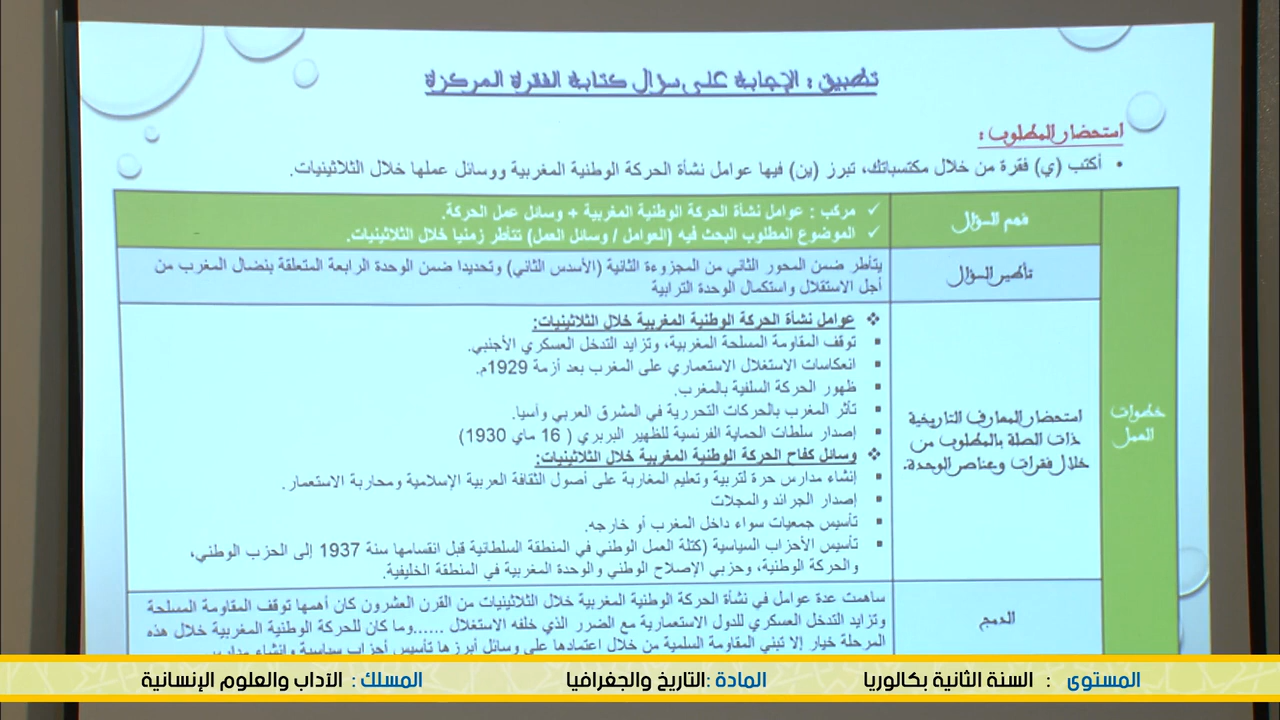 تطبيق : الإجابة على سؤال كتابة الفقرة المركزة
استحضار المطلوب :
• أكتب (ي) فقرة من خلال مكتسباتك، تبرز (ين) فيها عوامل نشأة الحركة الوطنية المغربية ووسائل عملها خلال الثلاثينيات.
خطوات
العمل
فهم السؤال
✓ مركب : عوامل نشأة الحركة الوطنية المغربية + وسائل عمل الحركة.
✓ الموضوع المطلوب البحث فيه (العوامل / وسائل العمل) تتأطر زمنيا خلال الثلاثينيات.
تأطير السؤال
يتأطر ضمن المحور الثاني من المجزوءة الثانية (الأسدس الثاني) وتحديدا ضمن الوحدة الرابعة المتعلقة بنضال المغرب من
أجل الاستقلال واستكمال الوحدة الترابية
استحضار المعارف التاريخية
ذات الصلة بالمطلوب من
خلال فقرات وعناصر الوحدة.
❖ عوامل نشأة الحركة الوطنية المغربية خلال الثلاثينيات:
▪ توقف المقاومة المسلحة المغربية، وتزايد التدخل العسكري الأجنبي.
▪ انعكاسات الاستغلال الاستعماري على المغرب بعد أزمة 1929م.
▪ ظهور الحركة السلفية بالمغرب.
▪ تأثر المغرب بالحركات التحررية في المشرق العربي وآسيا.
▪ إصدار سلطات الحماية الفرنسية للظهير البربري ( 16 ماي 1930)
❖ وسائل كفاح الحركة الوطنية المغربية خلال الثلاثينيات:
▪ إنشاء مدارس حرة لتربية وتعليم المغاربة على أصول الثقافة العربية الإسلامية ومحاربة الاستعمار.
▪ إصدار الجرائد والمجلات
▪ تأسيس جمعيات سواء داخل المغرب أو خارجه.
▪ تأسيس الأحزاب السياسية (كتلة العمل الوطني في المنطقة السلطانية قبل انقسامها سنة 1937 إلى الحزب الوطني،
والحركة الوطنية، وحزبي الإصلاح الوطني والوحدة المغربية في المنطقة الخليفية.
الدمج
ساهمت عدة عوامل في نشأة الحركة الوطنية المغربية خلال الثلاثينيات من القرن العشرون كان أهمها توقف المقاومة المسلحة
وتزايد التدخل العسكري للدول الاستعمارية مع الضرر الذي خلفه الاستغلال ......وما كان للحركة الوطنية المغربية خلال هذه
المرحلة خيار إلا تبني المقاومة السلمية من خلال اعتمادها على وسائل أبرزها تأسيس أحزاب سياسية وإنشاء مدارس
المستوى : السنة الثانية بكالوريا المادة :التاريخ والجغرافيا المسلك : الآداب والعلوم الإنسانية